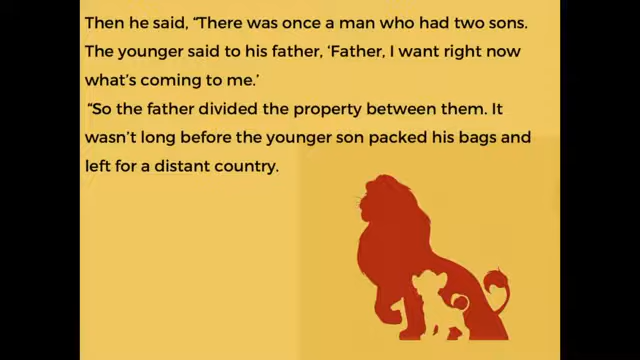 Then he said, “There was once a man who had two sons.
The younger said to his father, ‘Father, I want right now
what’s coming to me.’
“So the father divided the property between them. It
wasn’t long before the younger son packed his bags and
left for a distant country.